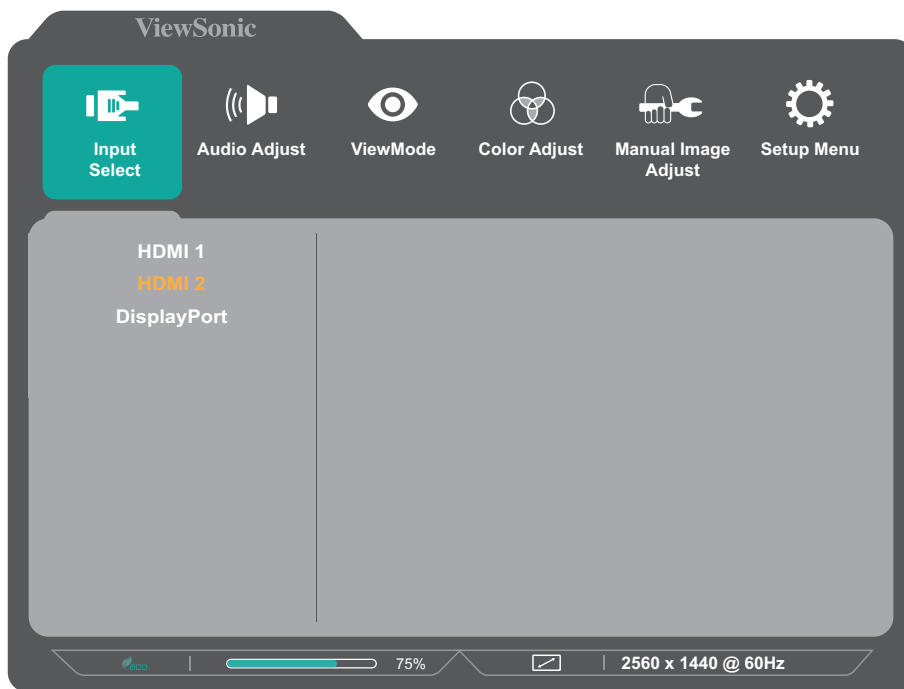 ViewSonic
Input
Select
Audio Adjust
ViewMode
Color Adjust
Manual Image
Adjust
Setup Menu
HDMI 1
HDMI 2
DisplayPort
eco
75%
2560 x 1440 @ 60Hz